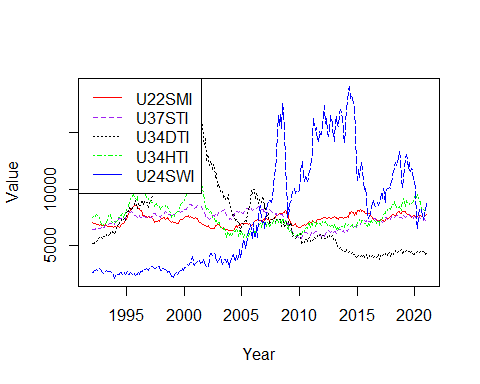 U22SMI
U37STI
U34DTI
U34HTI
U24SWI
Value
5000 10000
1995 2000 2005 2010 2015 2020
Year